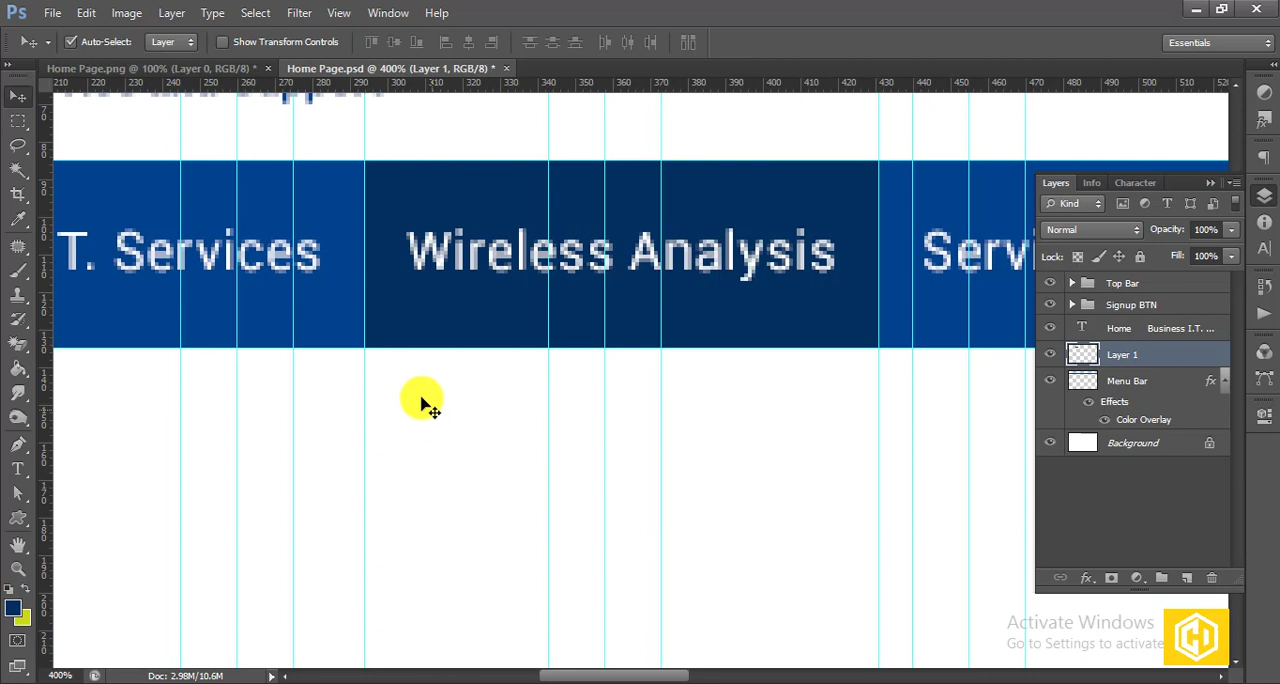 Ps File Edit Image Layer Type Select Filter View Window Help
Auto-Select: Layer Show Transform Controls Essentials
Home Page.png @ 100% (Layer 0, RGB/8) * × Home Page.psd @ 400% (Layer 1, RGB/8) * ×
210 220 230 240 250 260 270 280 290 300 310 320 330 340 350 360 370 380 390 400 410 420 430 440 450 460 470 480 490 500
T. Services Wireless Analysis Serv
Layers Info Character
Kind
Normal Opacity: 100%
Lock: Fill: 100%
Top Bar
Signup BTN
T Home Business I.T. ...
Layer 1
Menu Bar fx
Effects
Color Overlay
Background
Activate Windows
Go to Settings to activate
400% Doc: 2.98M/10.6M